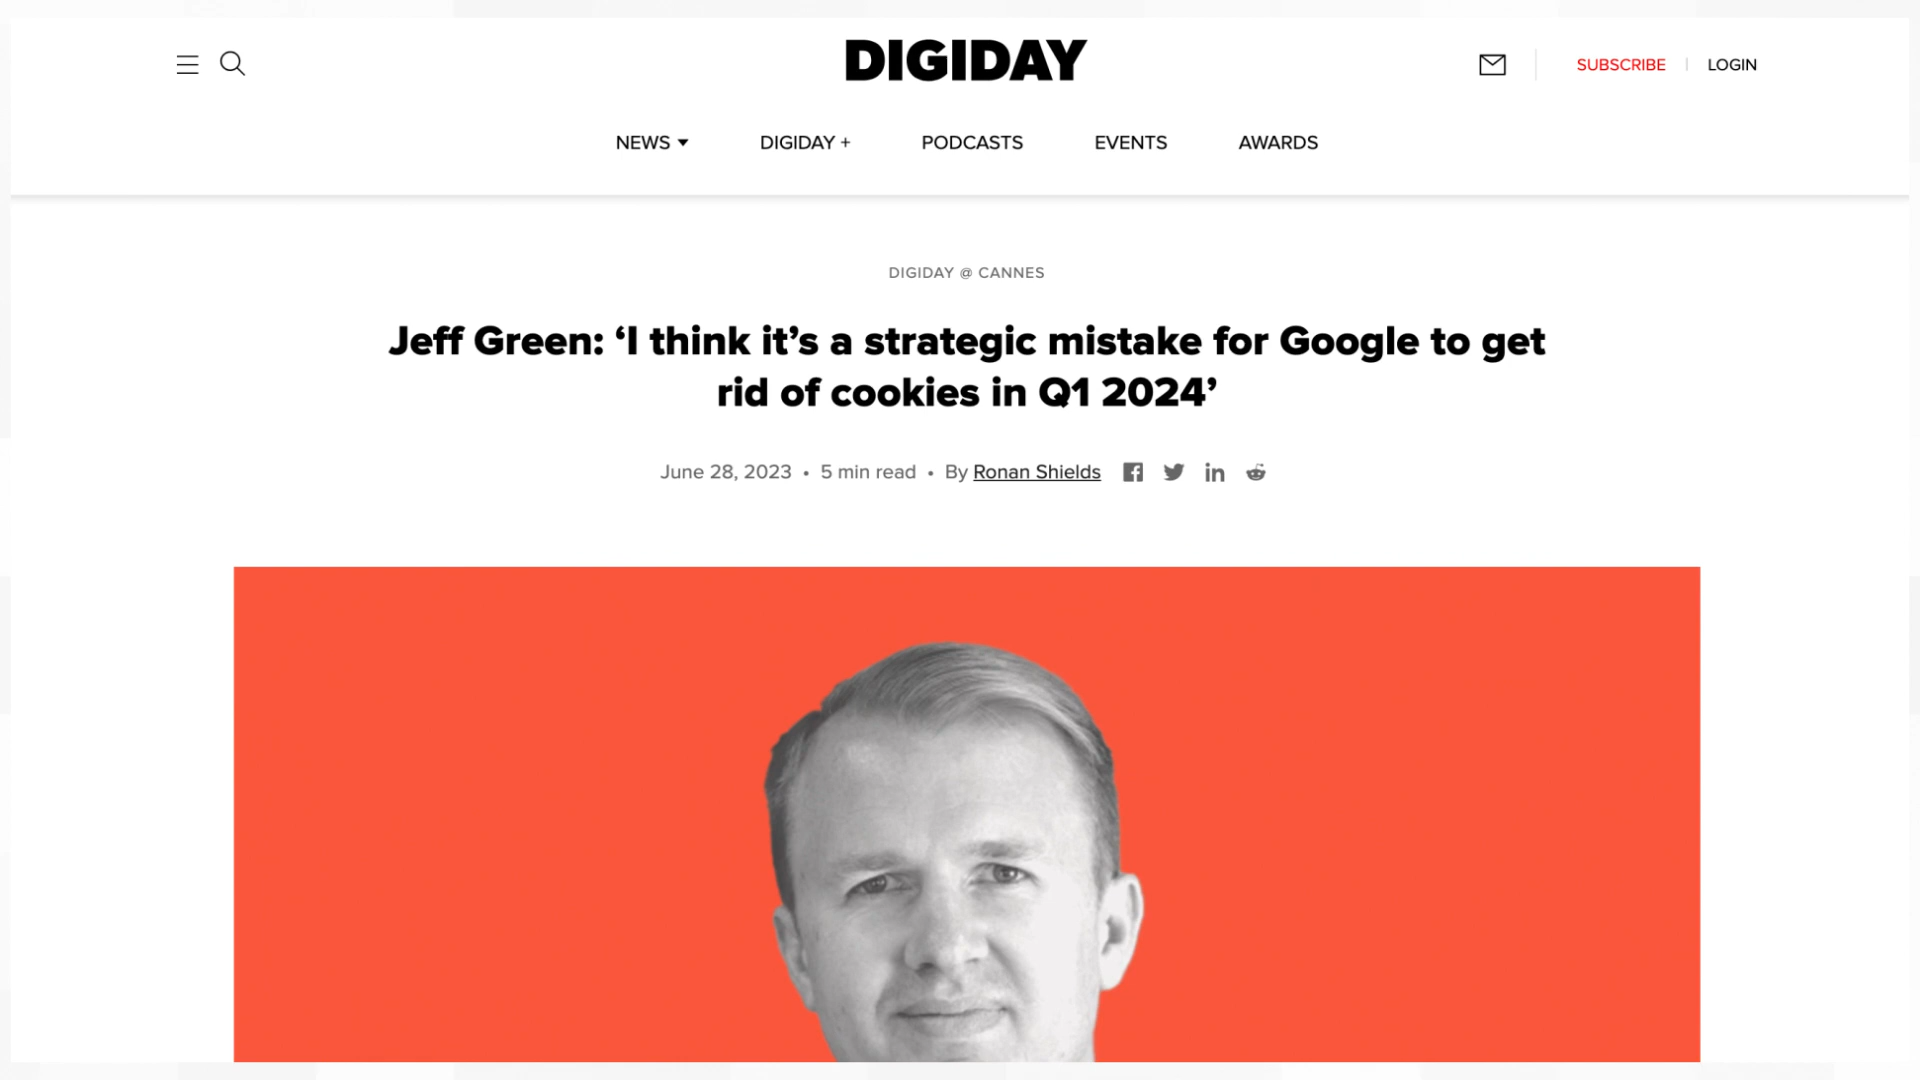 DIGIDAY
SUBSCRIBE | LOGIN
NEWS ▾ DIGIDAY + PODCASTS EVENTS AWARDS
DIGIDAY @ CANNES
Jeff Green: ‘I think it’s a strategic mistake for Google to get
rid of cookies in Q1 2024’
June 28, 2023 • 5 min read • By Ronan Shields